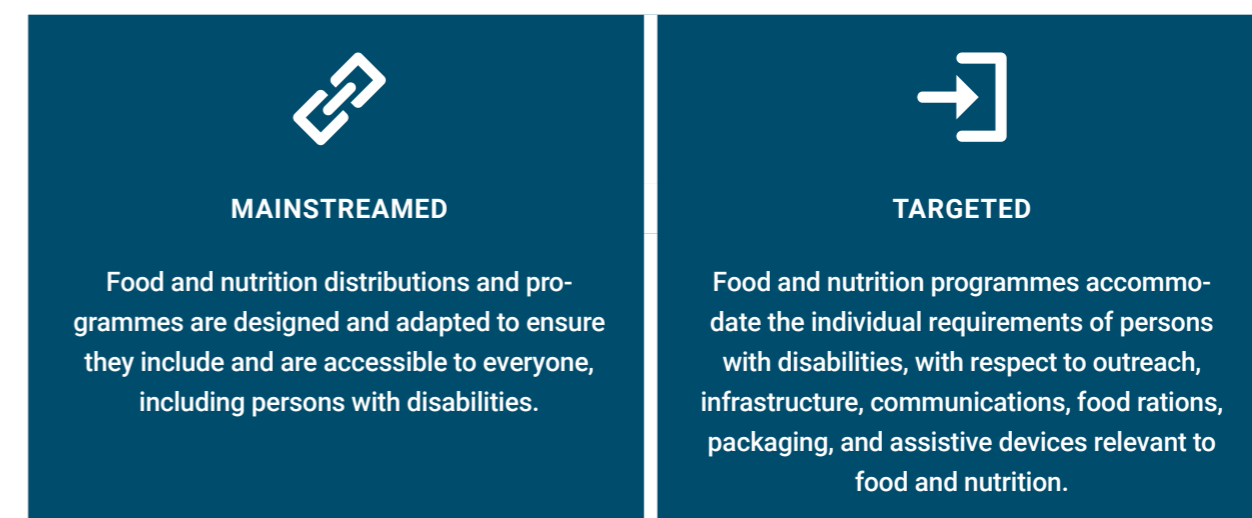 MAINSTREAMED
Food and nutrition distributions and pro-
grammes are designed and adapted to ensure
they include and are accessible to everyone,
including persons with disabilities.
TARGETED
Food and nutrition programmes accommo-
date the individual requirements of persons
with disabilities, with respect to outreach,
infrastructure, communications, food rations,
packaging, and assistive devices relevant to
food and nutrition.